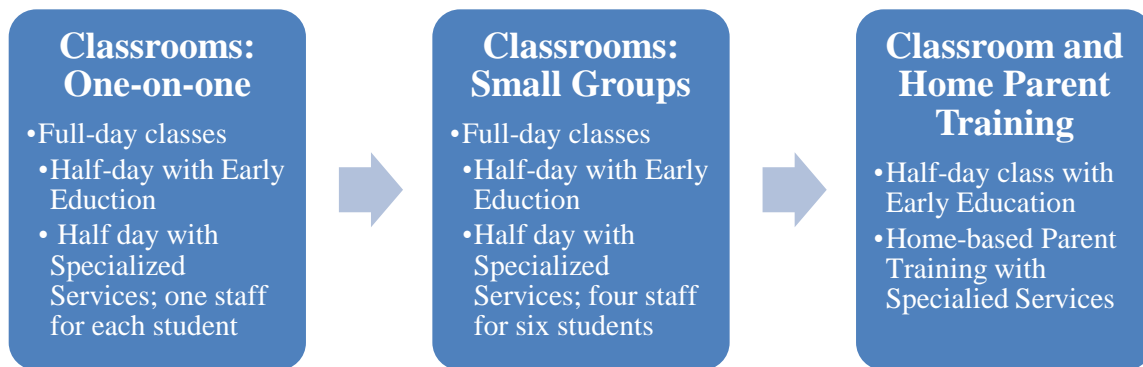 Classrooms:
One-on-one
•Full-day classes
•Half-day with Early
Eduction
• Half day with
Specialized
Services; one staff
for each student
Classrooms:
Small Groups
•Full-day classes
•Half-day with Early
Eduction
•Half day with
Specialized
Services; four staff
for six students
Classroom and
Home Parent
Training
•Half-day class with
Early Education
•Home-based Parent
Training with
Specialied Services